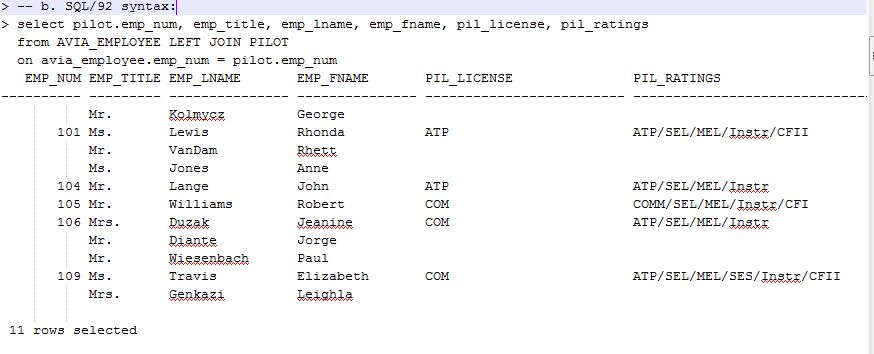 > -- b. SQL/92 syntax:
> select pilot.emp_num, emp_title, emp_lname, emp_fname, pil_license, pil_ratings
from AVIA_EMPLOYEE LEFT JOIN PILOT
on avia_employee.emp_num = pilot.emp_num
EMP_NUM EMP_TITLE EMP_LNAME EMP_FNAME PIL_LICENSE PIL_RATINGS
---------- --------- --------------- --------------- ------------------------- ------------------------------
Mr. Kolmycz George
101 Ms. Lewis Rhonda ATP ATP/SEL/MEL/Instr/CFII
Mr. VanDam Rhett
Ms. Jones Anne
104 Mr. Lange John ATP ATP/SEL/MEL/Instr
105 Mr. Williams Robert COM COMM/SEL/MEL/Instr/CFI
106 Mrs. Duzak Jeanine COM ATP/SEL/MEL/Instr
Mr. Diante Jorge
Mr. Wiesenbach Paul
109 Ms. Travis Elizabeth COM ATP/SEL/MEL/SES/Instr/CFII
Mrs. Genkazi Leighla
11 rows selected